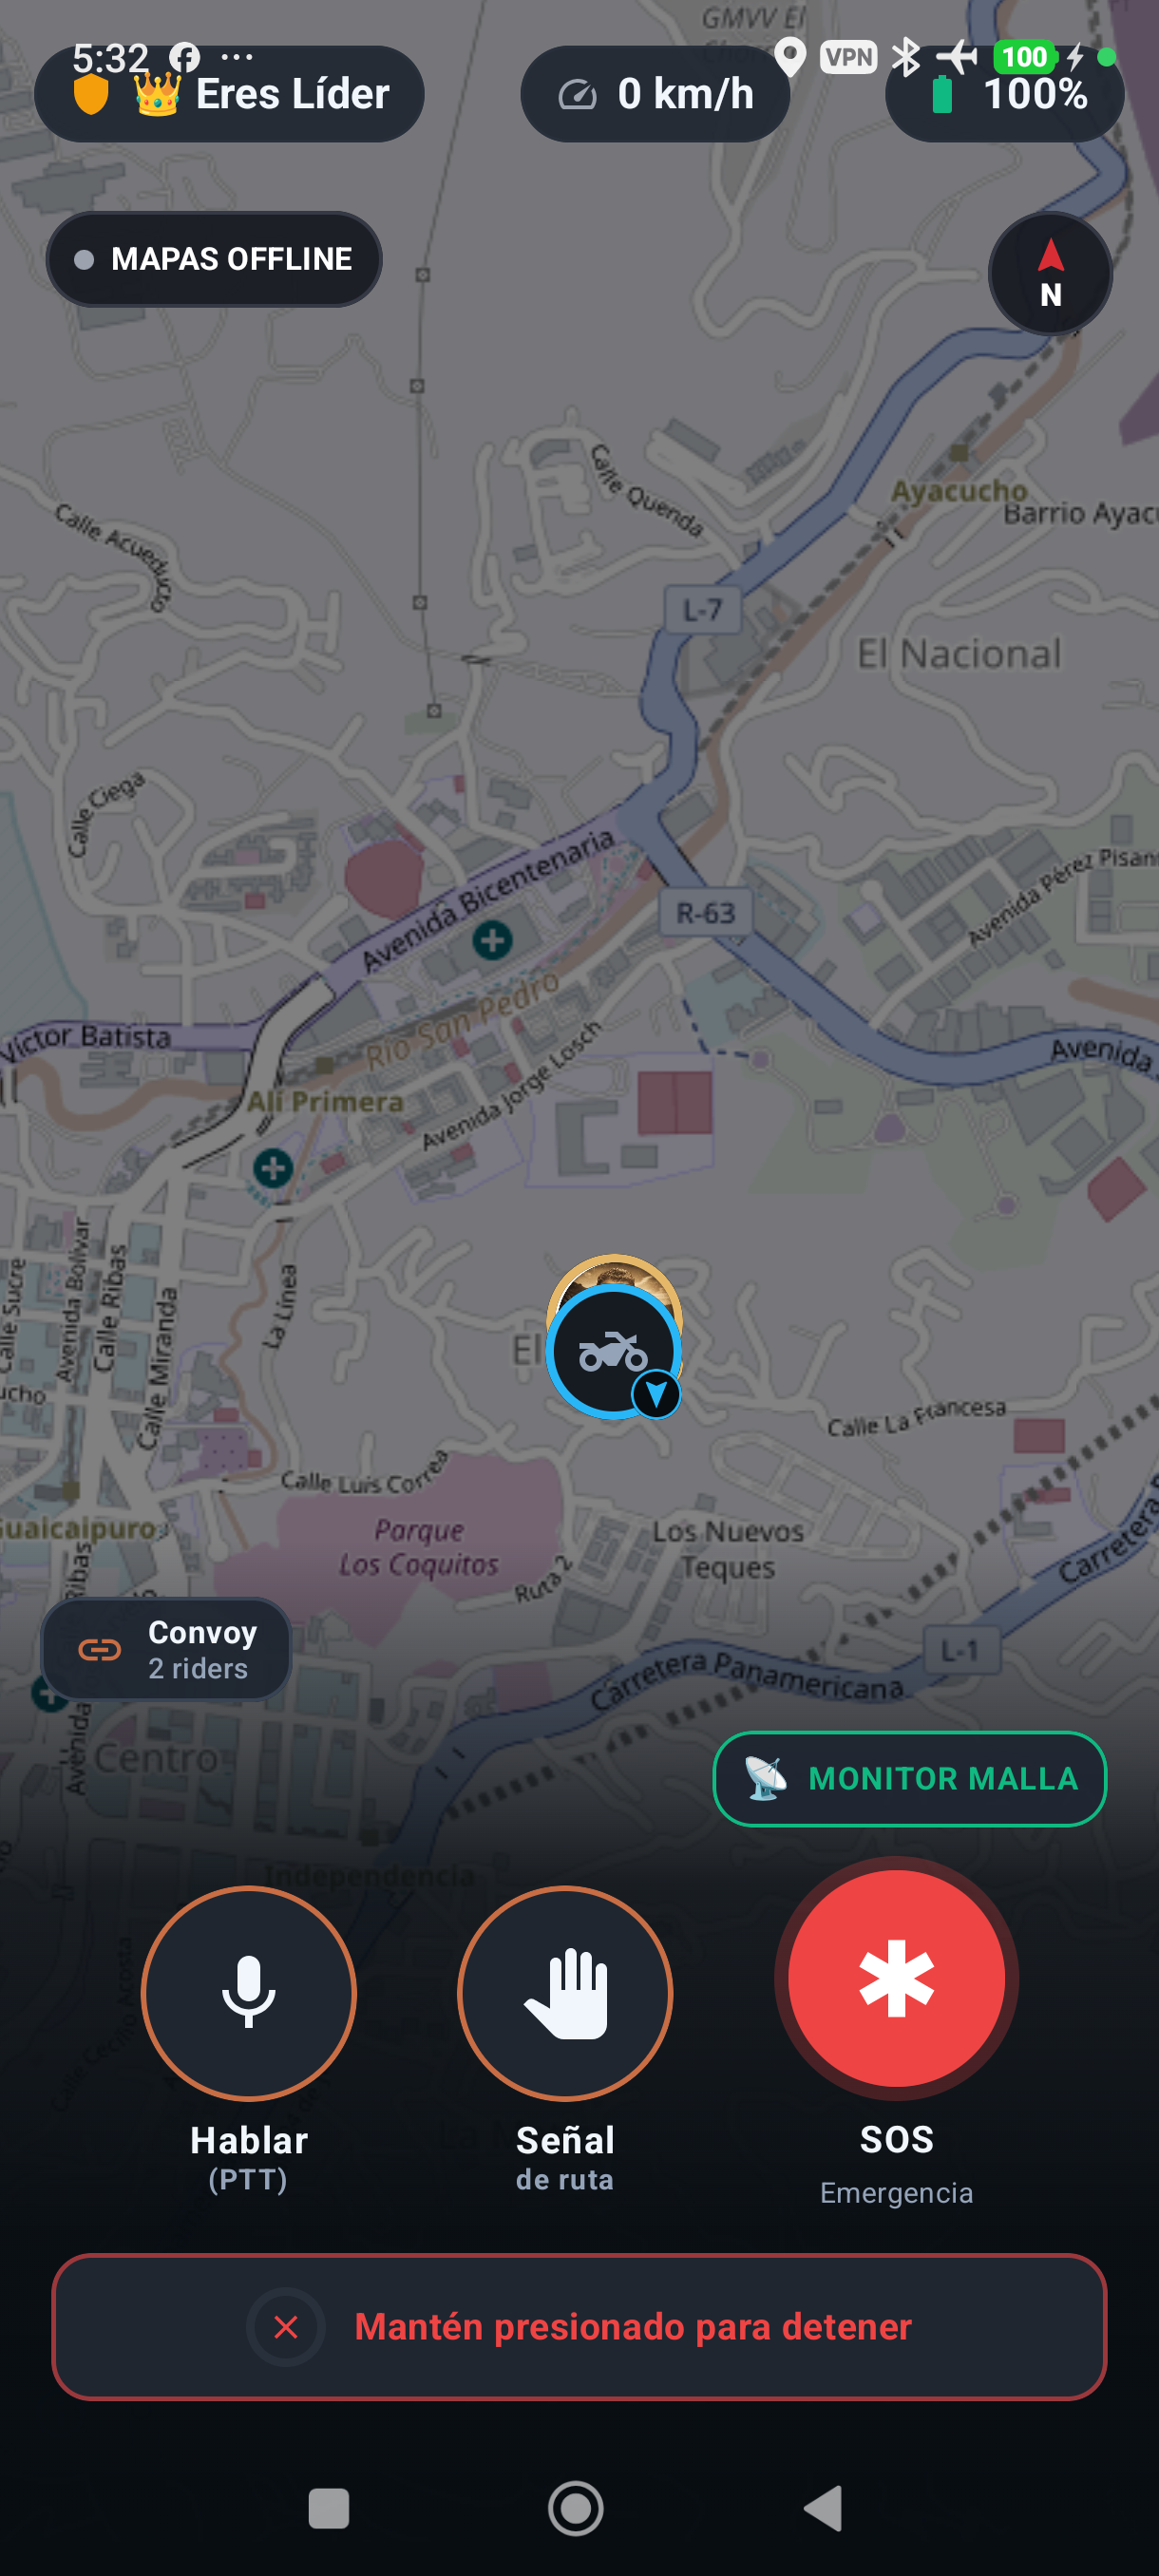 GMVV El
5:32
VPN
100
👑 Eres Líder
0 km/h
100%
MAPAS OFFLINE
N
Calle Quenda
Ayacucho
Calle Acueducto
L-7
El Nacional
Calle Ciega
Avenida Bicentenaria
R-63
Avenida Pérez
Río San Pedro
Víctor Batista
Avenida
Alí Primera
Avenida Jorge Losch
Calle Sucre
Avenida Bolívar
Calle Ribas
La Línea
Calle Miranda
El
Calle La Francesa
Calle Luis Correa
Guaicaipuro
Parque
Los Coquitos
Los Nuevos
Teques
Ruta 2
Carretera
Convoy
2 riders
L-1
Carretera Panamericana
Avenida
Centro
📡 MONITOR MALLA
Independencia
Hablar
(PTT)
Señal
de ruta
SOS
Emergencia
Mantén presionado para detener